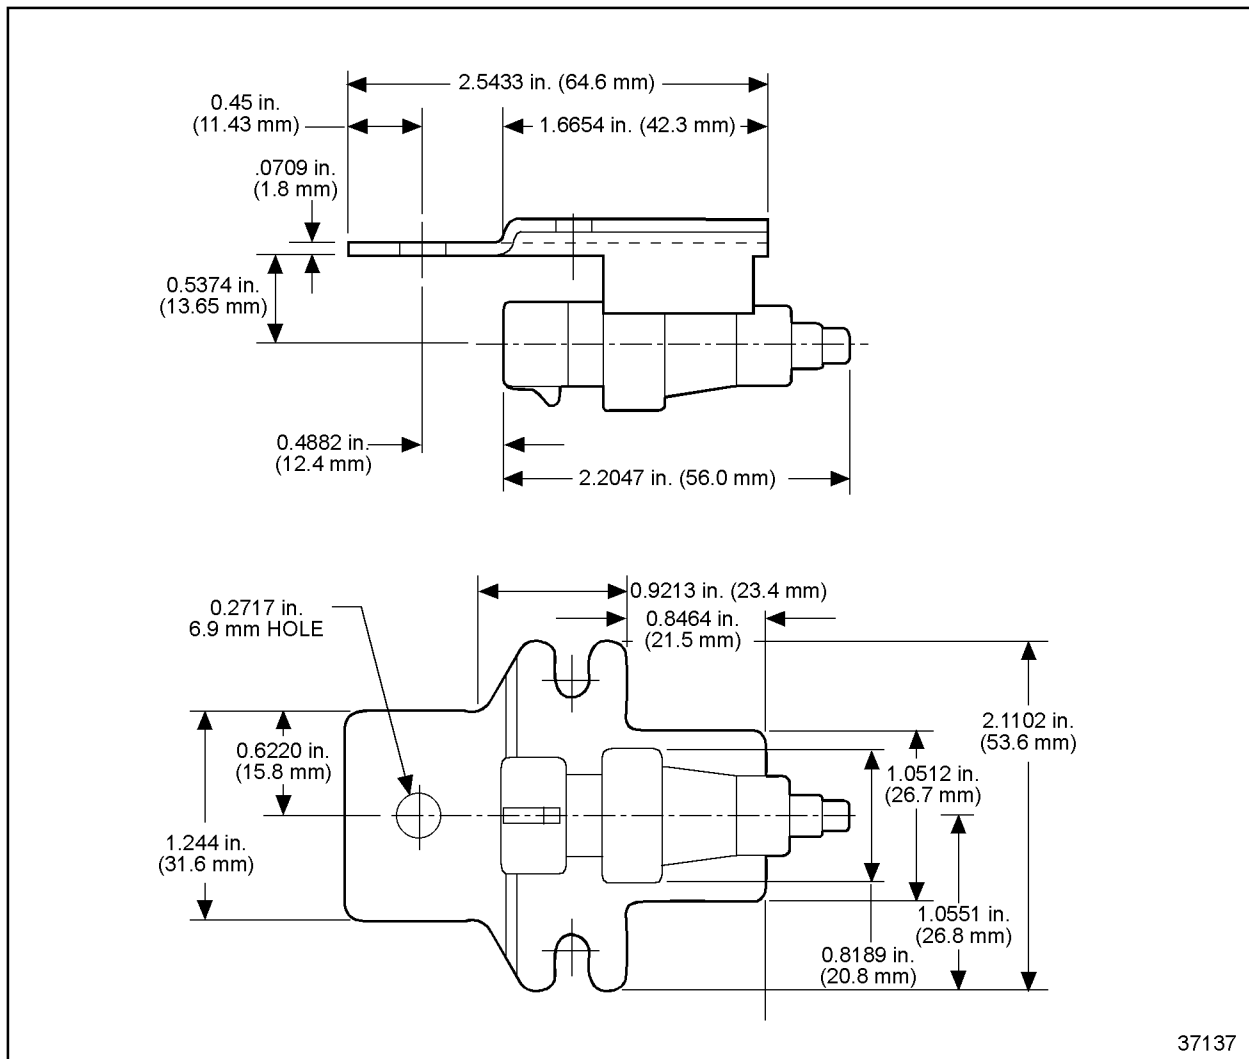 2.5433 in. (64.6 mm)
0.45 in.
(11.43 mm)
1.6654 in. (42.3 mm)
.0709 in.
(1.8 mm)
0.5374 in.
(13.65 mm)
0.4882 in.
(12.4 mm)
2.2047 in. (56.0 mm)
0.9213 in. (23.4 mm)
0.2717 in.
6.9 mm HOLE
0.8464 in.
(21.5 mm)
0.6220 in.
(15.8 mm)
2.1102 in.
(53.6 mm)
1.0512 in.
(26.7 mm)
1.244 in.
(31.6 mm)
1.0551 in.
(26.8 mm)
0.8189 in.
(20.8 mm)
37137